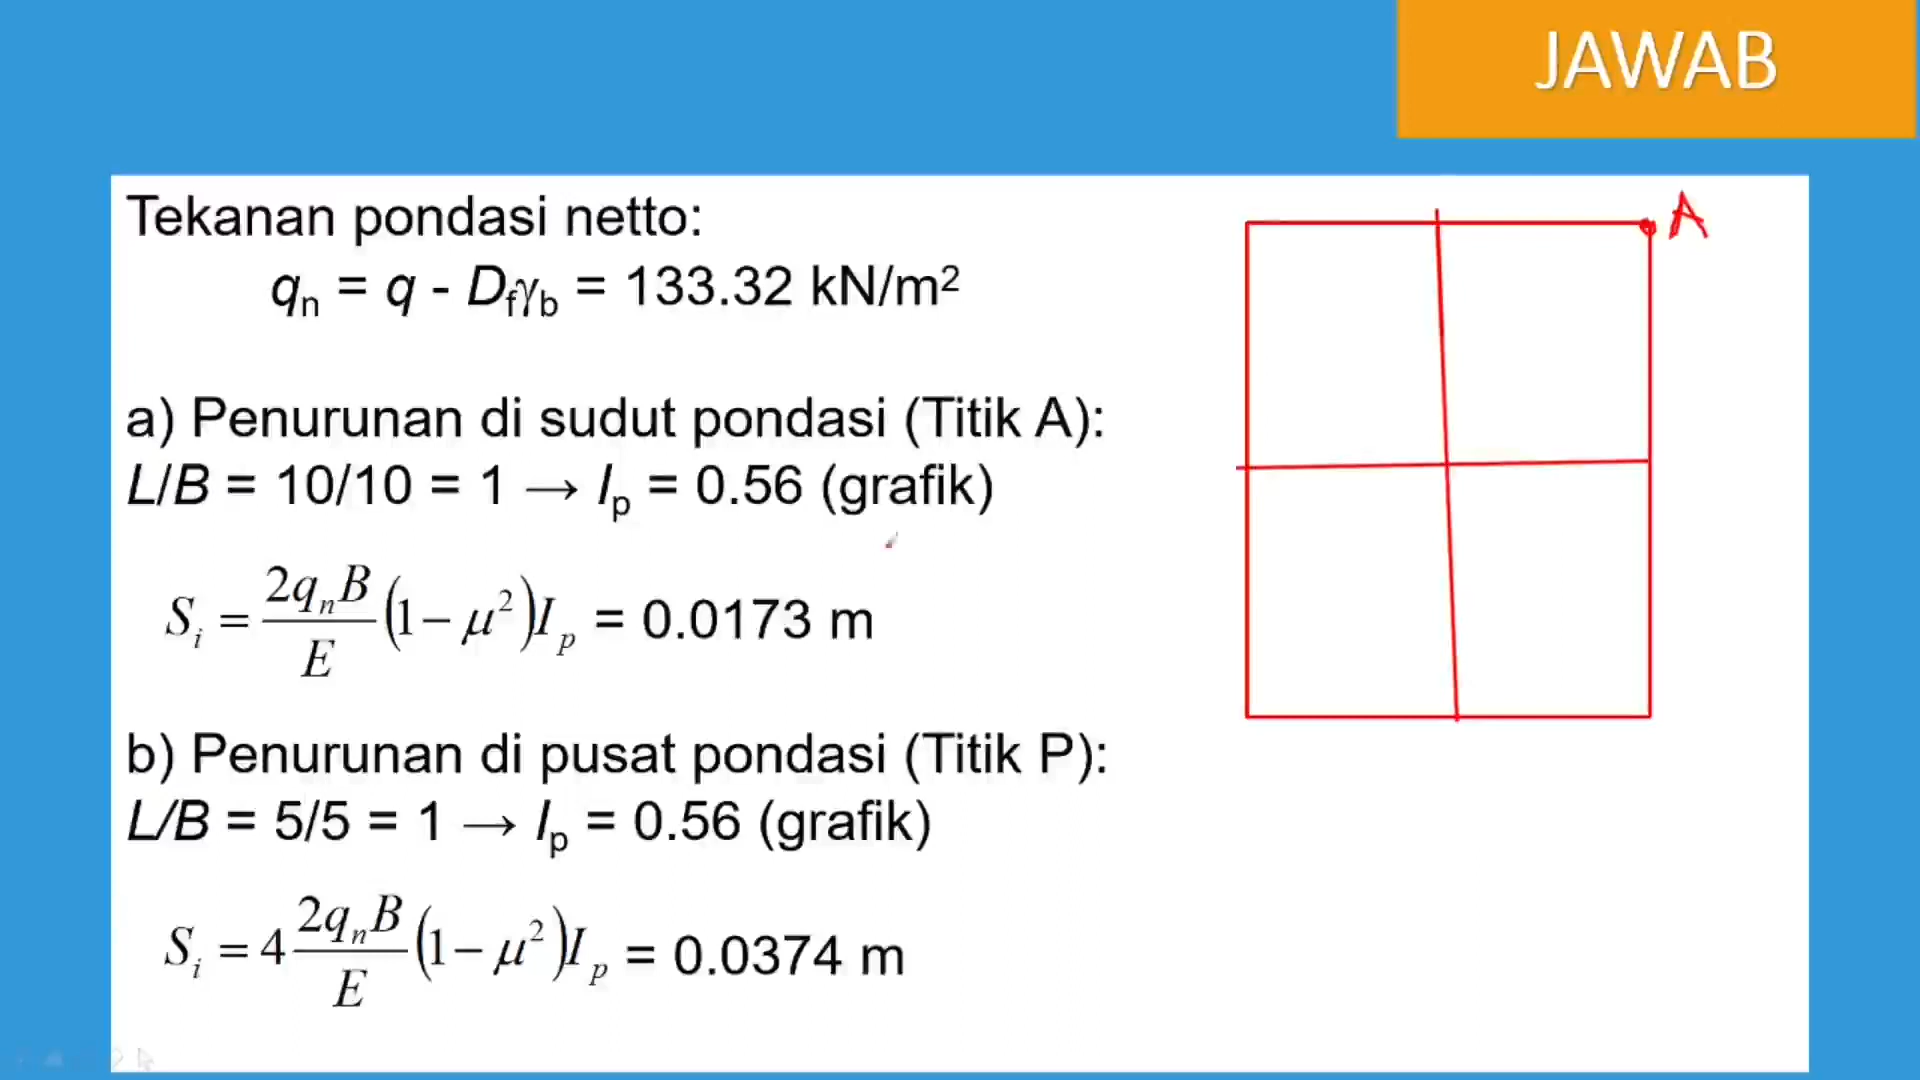 JAWAB
Tekanan pondasi netto:
qₙ = q - D_fγ_b = 133.32 kN/m²
A
a) Penurunan di sudut pondasi (Titik A):
L/B = 10/10 = 1 → Iₚ = 0.56 (grafik)
Sᵢ = 2qₙB/E (1 − μ²)Iₚ = 0.0173 m
b) Penurunan di pusat pondasi (Titik P):
L/B = 5/5 = 1 → Iₚ = 0.56 (grafik)
Sᵢ = 4 2qₙB/E (1 − μ²)Iₚ = 0.0374 m